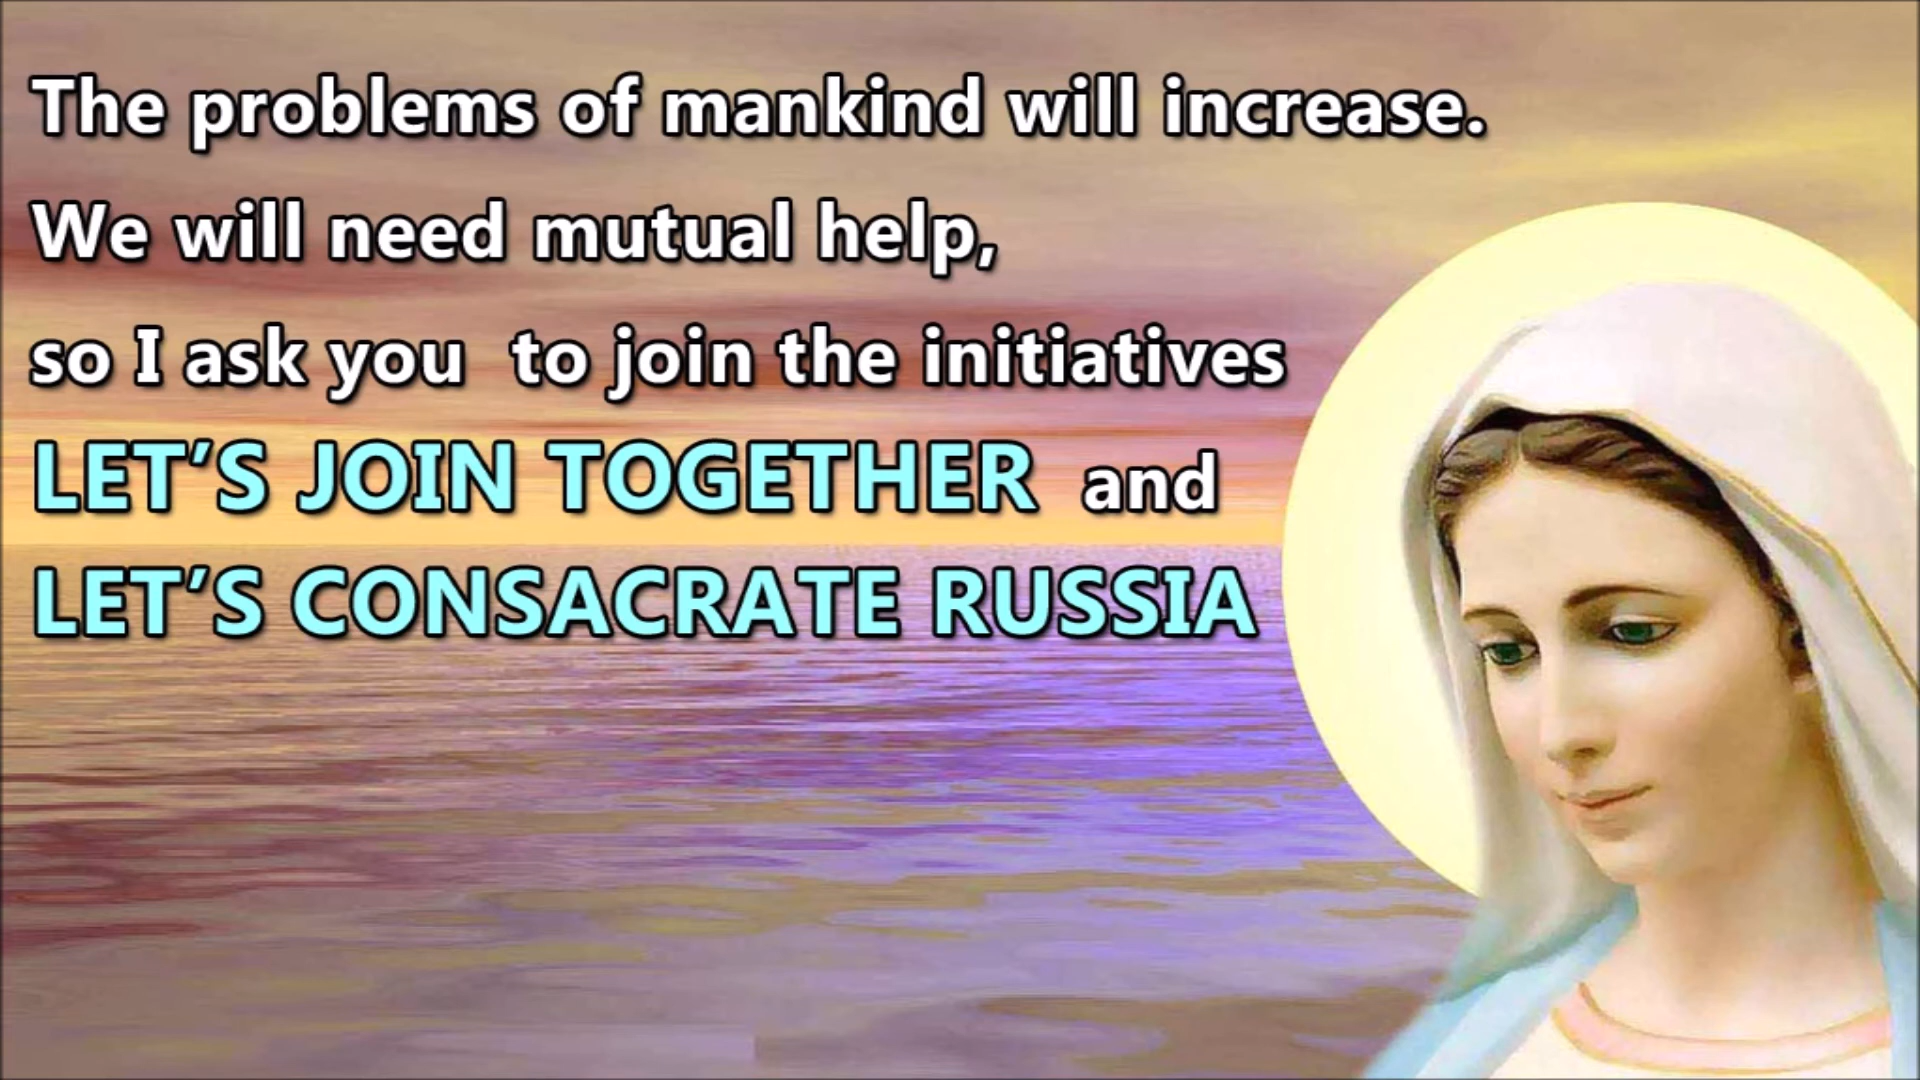 The problems of mankind will increase.
We will need mutual help,
so I ask you to join the initiatives
LET’S JOIN TOGETHER and
LET’S CONSACRATE RUSSIA